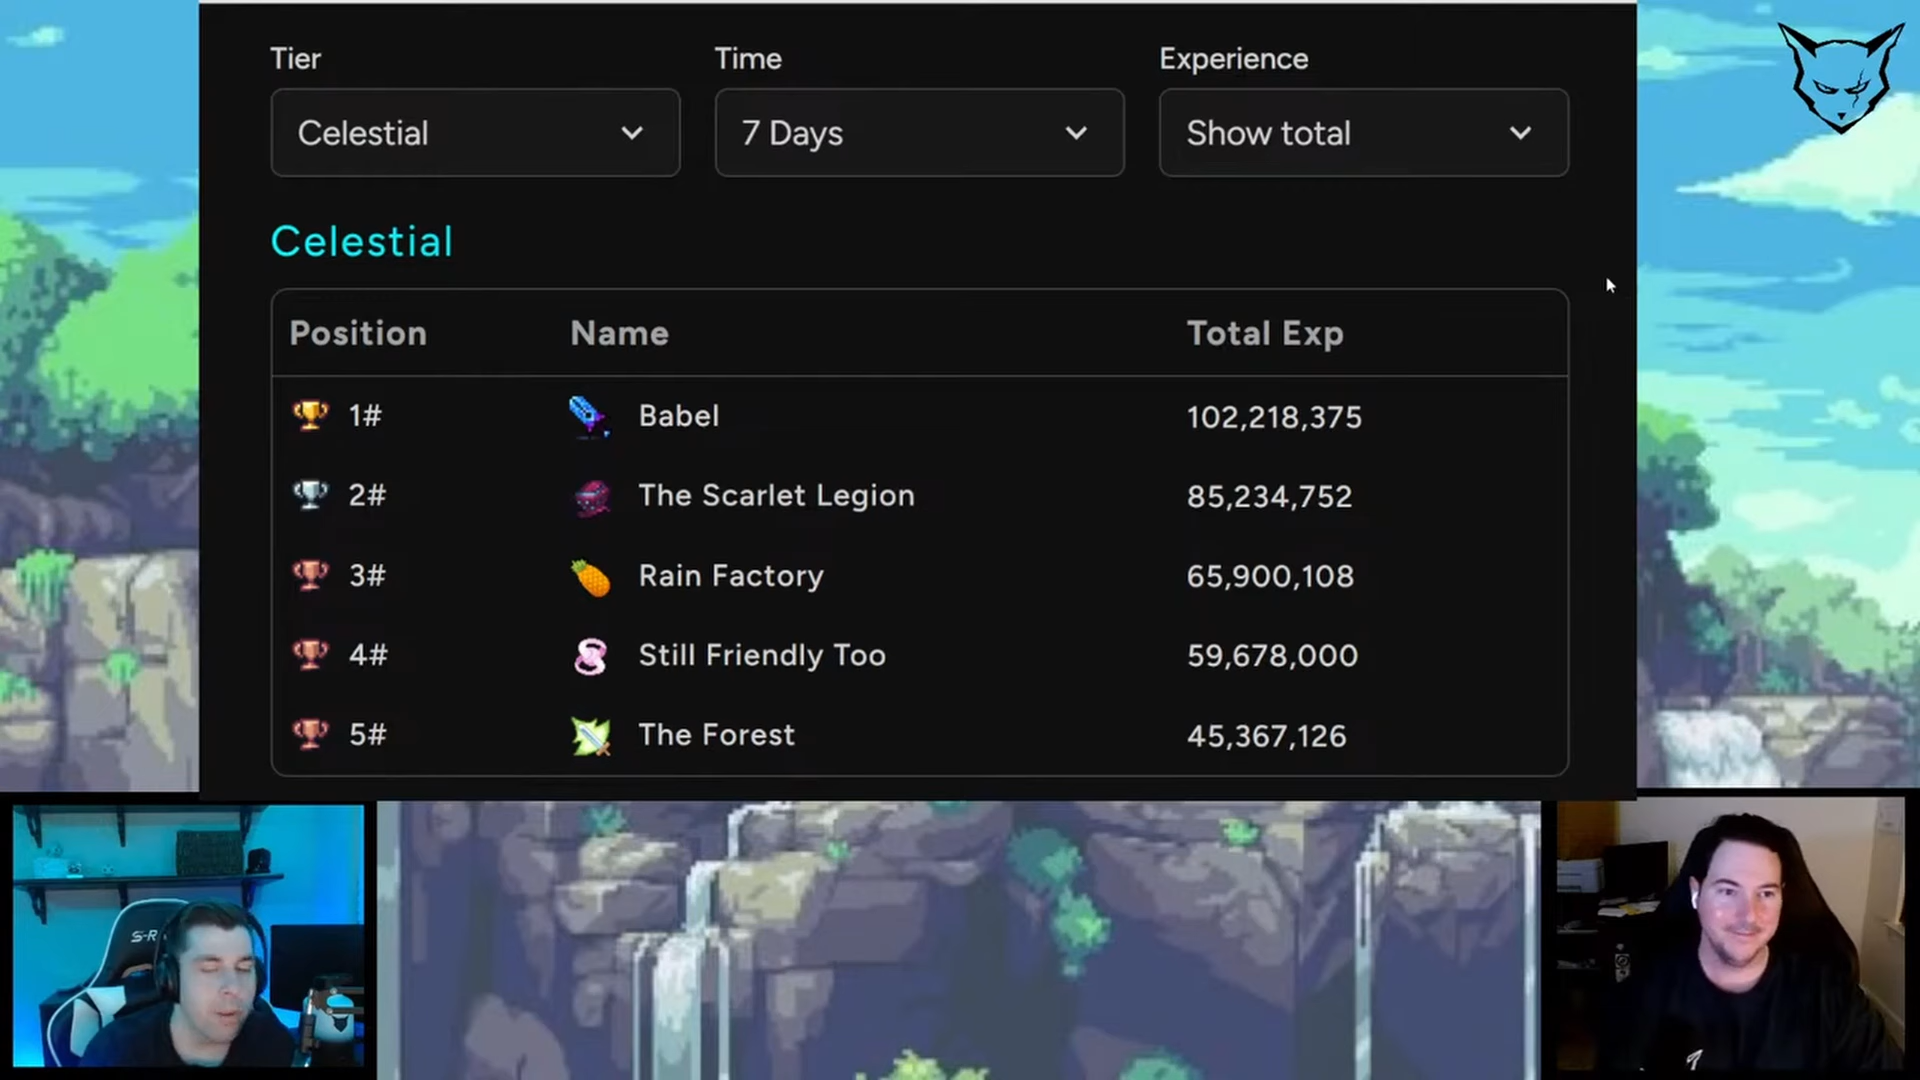 Tier Time Experience
Celestial 7 Days Show total
Celestial
Position Name Total Exp
1# Babel 102,218,375
2# The Scarlet Legion 85,234,752
3# Rain Factory 65,900,108
4# Still Friendly Too 59,678,000
5# The Forest 45,367,126
S-R